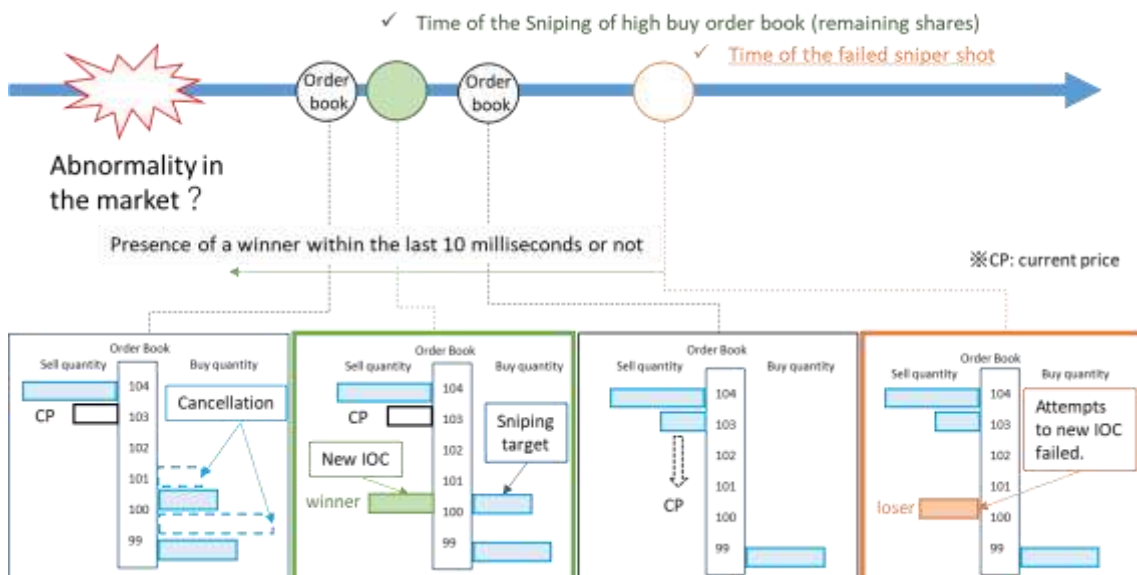 ✓ Time of the Sniping of high buy order book (remaining shares)
✓ Time of the failed sniper shot
Order
book
Order
book
Abnormality in
the market？
Presence of a winner within the last 10 milliseconds or not
※CP: current price
Order Book
Sell quantity
Buy quantity
104
CP
103
Cancellation
102
101
100
99
Order Book
Sell quantity
Buy quantity
104
CP
103
Sniping
target
102
New IOC
101
winner
100
99
Order Book
Sell quantity
Buy quantity
104
103
102
101
CP
100
99
Order Book
Sell quantity
Buy quantity
104
103
Attempts
to new IOC
failed.
102
101
loser
100
99